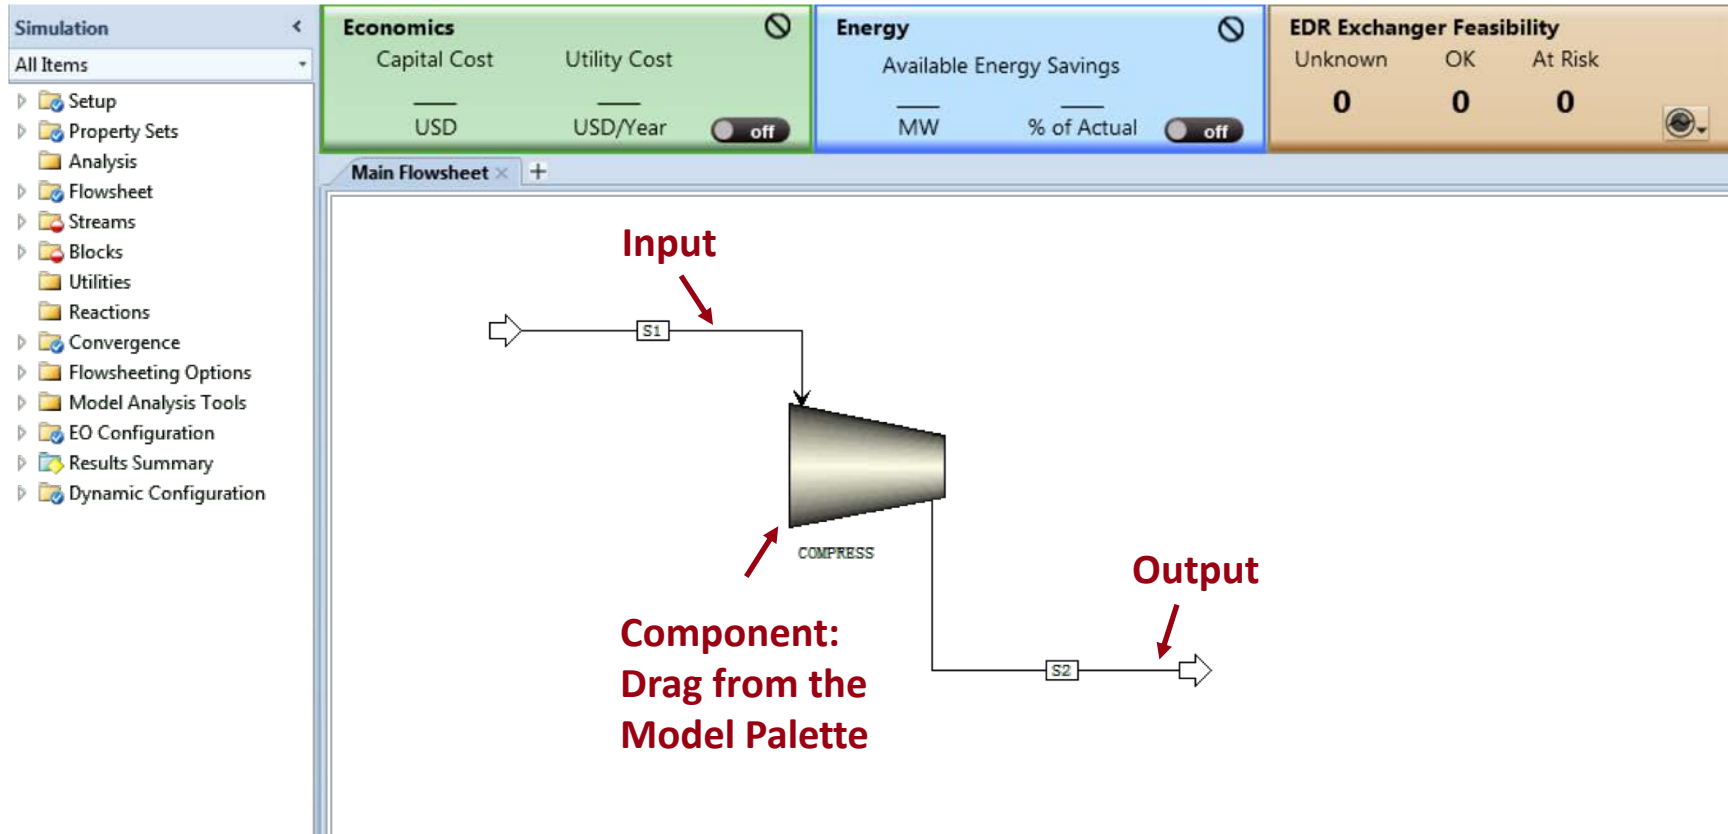 Simulation
All Items
Setup
Property Sets
Analysis
Flowsheet
Streams
Blocks
Utilities
Reactions
Convergence
Flowsheeting Options
Model Analysis Tools
EO Configuration
Results Summary
Dynamic Configuration
Economics
Capital Cost Utility Cost
USD USD/Year off
Energy
Available Energy Savings
MW % of Actual off
EDR Exchanger Feasibility
Unknown OK At Risk
0 0 0
Main Flowsheet
Input
S1
COMPRESS
Component:
Drag from the
Model Palette
Output
S2